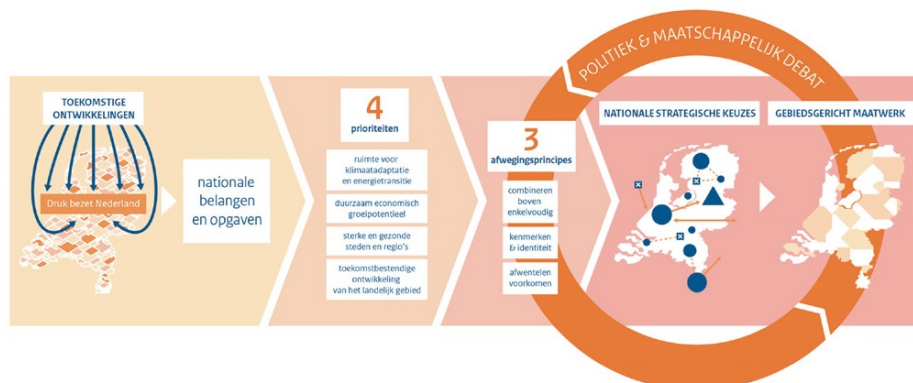 POLITIEK & MAATSCHAPPELIJK DEBAT
TOEKOMSTIGE
ONTWIKKELINGEN
Druk bezet Nederland
nationale
belangen
en opgaven
4
prioriteiten
ruimte voor
klimaatadaptatie
en energietransitie
duurzaam economisch
groeipotentieel
sterke en gezonde
steden en regio's
toekomstbestendige
ontwikkeling
van het landelijk gebied
3
afwegingsprincipes
combineren
boven
enkelvoudig
kenmerken
& identiteit
afwentelen
voorkomen
NATIONALE STRATEGISCHE KEUZES
GEBIEDSGERICHT MAATWERK